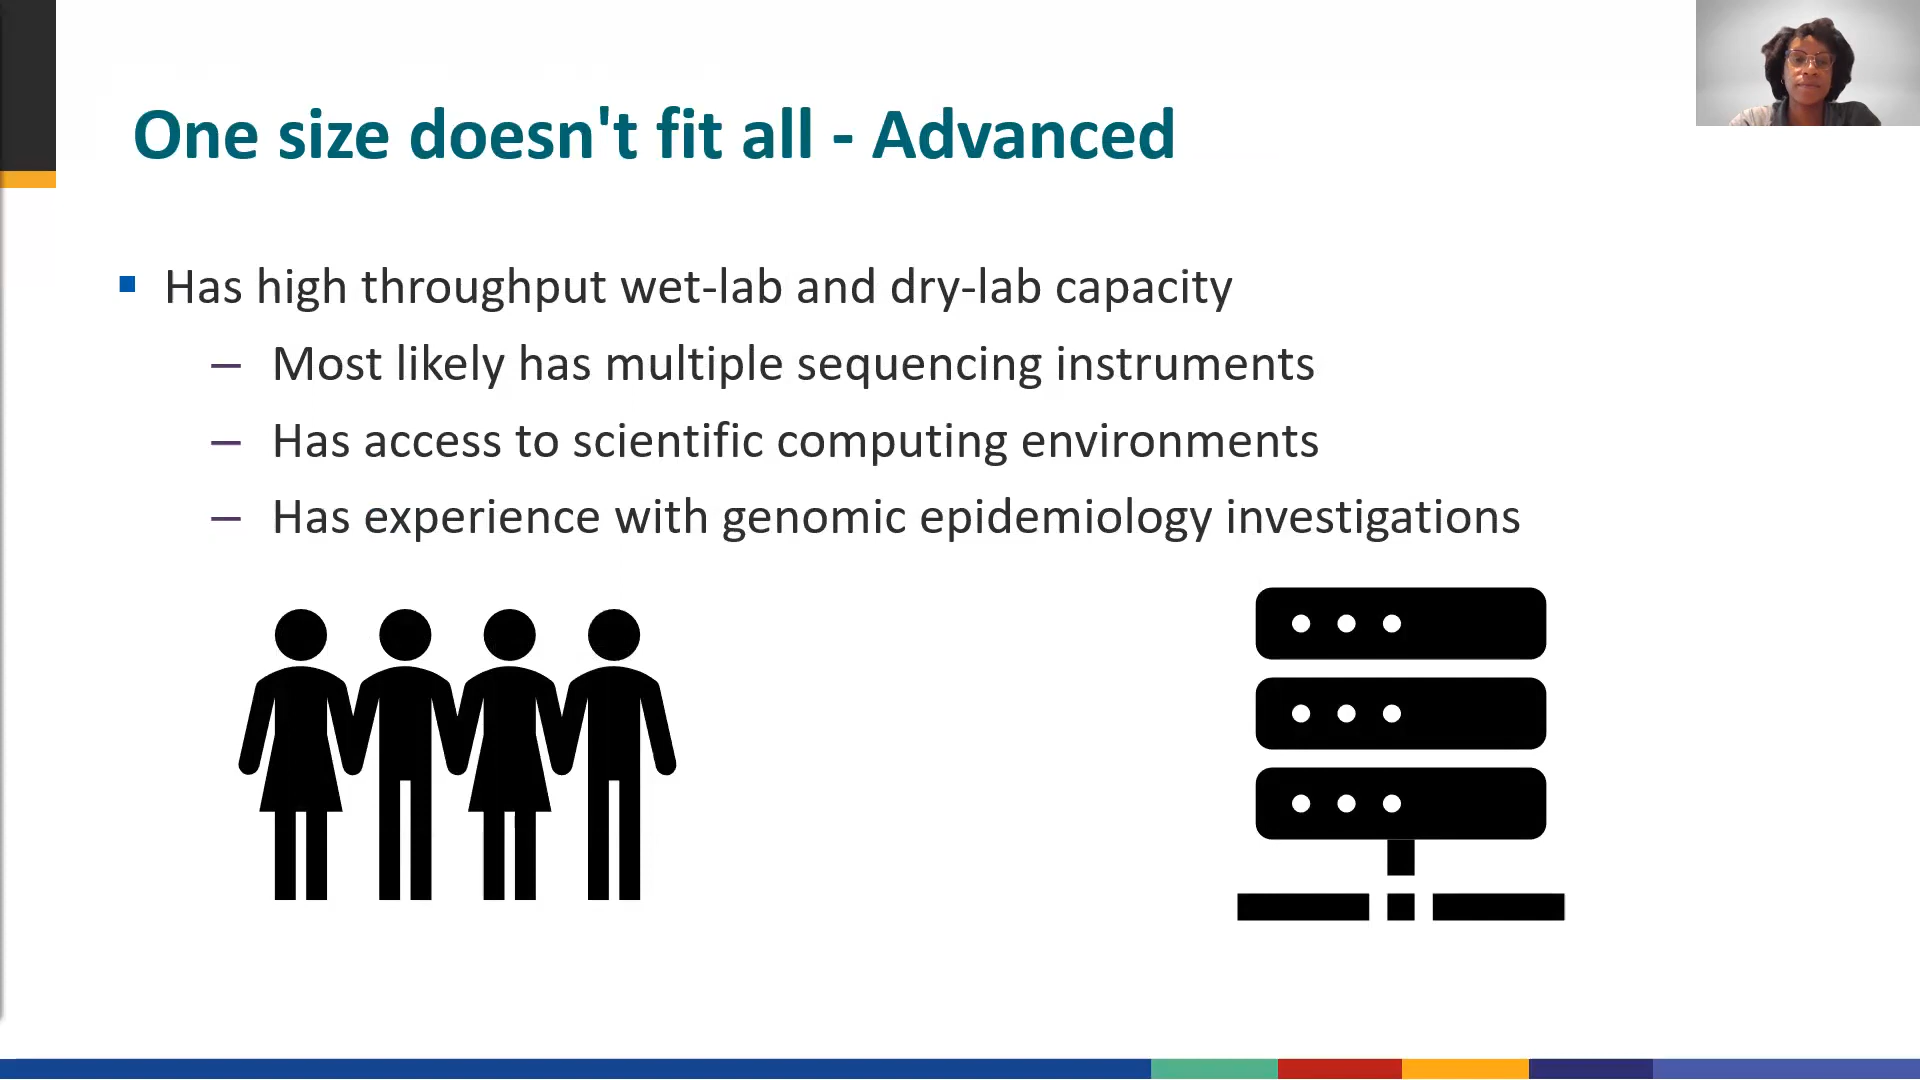 One size doesn't fit all - Advanced
▪ Has high throughput wet-lab and dry-lab capacity
– Most likely has multiple sequencing instruments
– Has access to scientific computing environments
– Has experience with genomic epidemiology investigations